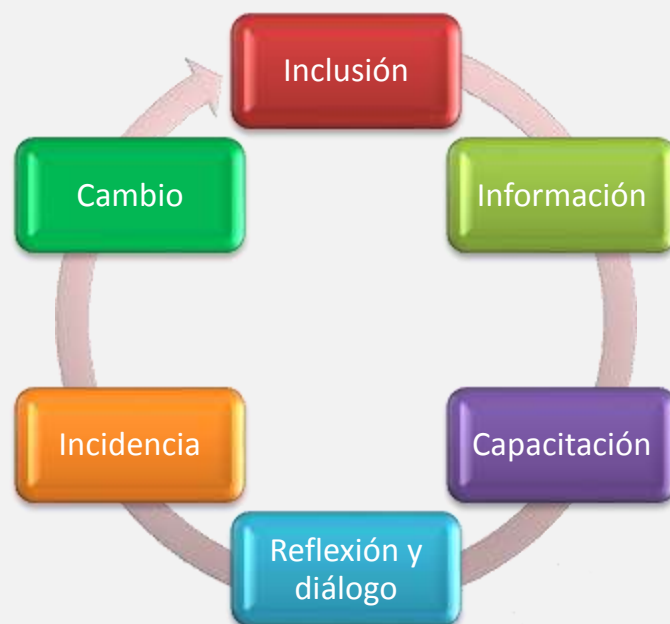 Inclusión
Información
Capacitación
Reflexión y
diálogo
Incidencia
Cambio